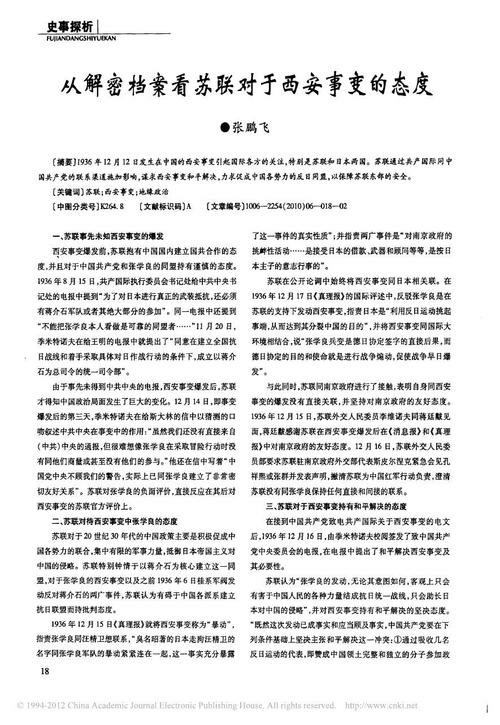 史事探析
FUJIANDANGSHIYUEKAN
从解密档案看苏联对于西安事变的态度
●张鹏飞
[摘要]1936年12月12日发生在中国的西安事变引起国际各方的关注,特别是苏联和日本两国。苏联通过共产国际同中
国共产党的联系渠道施加影响,谋求西安事变和平解决,力求促成中国各势力的反日同盟,以保障苏联东部的安全。
[关键词]苏联;西安事变;地缘政治
[中图分类号]K264.8 [文献标识码]A [文章编号]1006—2254(2010)06—018—02
一、苏联事先未知西安事变的爆发
西安事变爆发前,苏联抱有中国国内建立国共合作的态
度,并且对于中国共产党和张学良的同盟持有谨慎的态度。
1936年8月15日,共产国际执行委员会书记处给中共中央书
记处的电报中提到“为了对日本进行真正的武装抵抗,还必须
有蒋介石军队或者其绝大部分的参加”。同一电报中还提到
“不能把张学良本人看做是可靠的同盟者……”11月20日,
季米特洛夫在给王明的电报中就提出了“同意在建立全国抗
日战线和着手采取具体对日作战行动的条件下,成立以蒋介
石为总司令的统一司令部”。
由于事先未得到中共中央的电报,西安事变爆发后,苏联
才得知中国政治局面发生了巨大的变化。12月14日,即事变
爆发后的第三天,季米特洛夫在给斯大林的信中以猜测的口
吻叙述中共中央在事变中的作用:“虽然我们还没有直接来自
(中共)中央的通报,但很难想像张学良在采取冒险行动时没
有同他们商量或甚至没有他们的参与。”他还在信中写着“中
国党中央不顾我们的警告,实际上已同张学良建立了非常密
切友好关系”。苏联对张学良的负面评价,直接反应在其后对
西安事变的苏联官方评价上。
二、苏联对待西安事变中张学良的态度
苏联对于20世纪30年代的中国政策主要是积极促成中
国各势力的联合,集中有限的军事力量,抵御日本帝国主义对
中国的侵略。苏联特别钟情于以蒋介石为核心建立这一同
盟,对于张学良的西安事变以及之前1936年6日桂系军阀发
动反对蒋介石的两广事件,苏联认为有碍于中国各派系建立
抗日联盟而持批判态度。
1936年12月15日《真理报》就将西安事变称为“暴动”,
指责张学良同汪精卫想联系,“臭名昭著的日本走狗汪精卫的
名字同张学良军队的暴动紧紧连在一起,这一事实充分暴露
了这一事件的真实性质”;并指责两广事件是“对南京政府的
挑衅性活动……是接受日本的借款、武器和顾问等等,是按日
本主子的意志行事的”。
苏联在公开论调中始终将西安事变同日本相关联。在
1936年12月17日《真理报》的国际评述中,反驳张学良是在
苏联的支持下发动西安事变,指责日本是“利用反日运动挑起
事端,从而达到其分裂中国的目的”,并将西安事变同国际大
环境相结合,说“张学良兵变是德日协定签字的直接后果,而
德日协定的目的和使命就是进行战争煽动,促使战争早日爆
发”。
与此同时,苏联同南京政府进行了接触,表明自身同西安
事变的爆发没有直接关联,并坚持对南京政府的友好态度。
1936年12月15日,苏联外交人民委员李维诺夫同蒋廷黻见
面,蒋廷黻感谢苏联在西安事变爆发后在《消息报》和《真理
报》中对南京政府的友好态度。12月16日,苏联外交人民委
员部要求苏联驻南京政府外交部代表斯皮尔涅克紧急会见孔
祥熙或张群并发表声明,撇清苏联为中国红军行动负责,澄清
苏联没有同张学良保持任何直接和间接的联系。
三、苏联对于西安事变持有和平解决的态度
在接到中国共产党致电共产国际关于西安事变的电文
后,1936年12月16日,由季米特洛夫校阅签发了致中国共产
党中央委员会的电报,在电报中提出了和平解决西安事变及
其必要性。
苏联认为“张学良的发动,无论其意图如何,客观上只会
有害于中国人民的各种力量结成抗日统一战线,只会助长日
本对中国的侵略”,并对西安事变持有和平解决的坚决态度。
“既然这次发动已成事实和应当顾及事实,中国共产党要在下
列条件基础上坚决主张和平解决这一冲突:①通过吸收几名
反日运动的代表,即赞成中国领土完整和独立的分子参加政
18
© 1994-2012 China Academic Journal Electronic Publishing House. All rights reserved. http://www.cnki.net